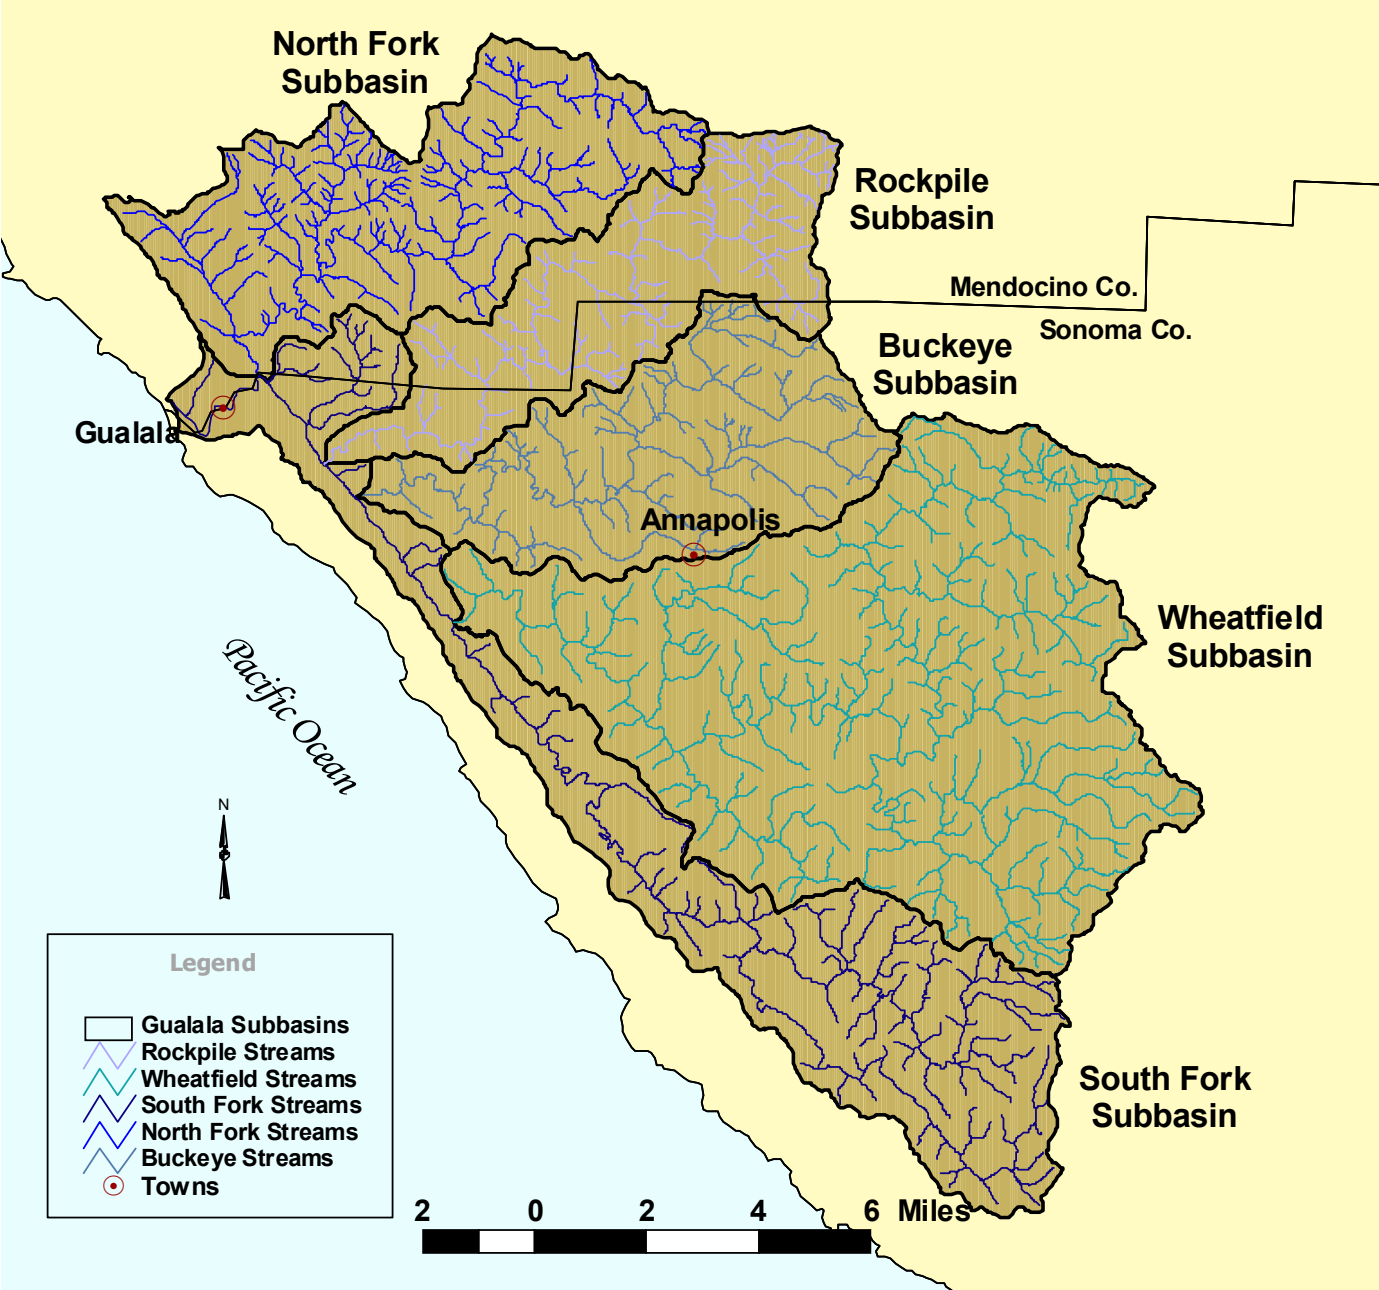 North Fork
Subbasin
Rockpile
Subbasin
Mendocino Co.
Sonoma Co.
Buckeye
Subbasin
Gualala
Annapolis
Wheatfield
Subbasin
Pacific Ocean
N
Legend
Gualala Subbasins
Rockpile Streams
Wheatfield Streams
South Fork Streams
North Fork Streams
Buckeye Streams
Towns
South Fork
Subbasin
2 0 2 4 6 Miles